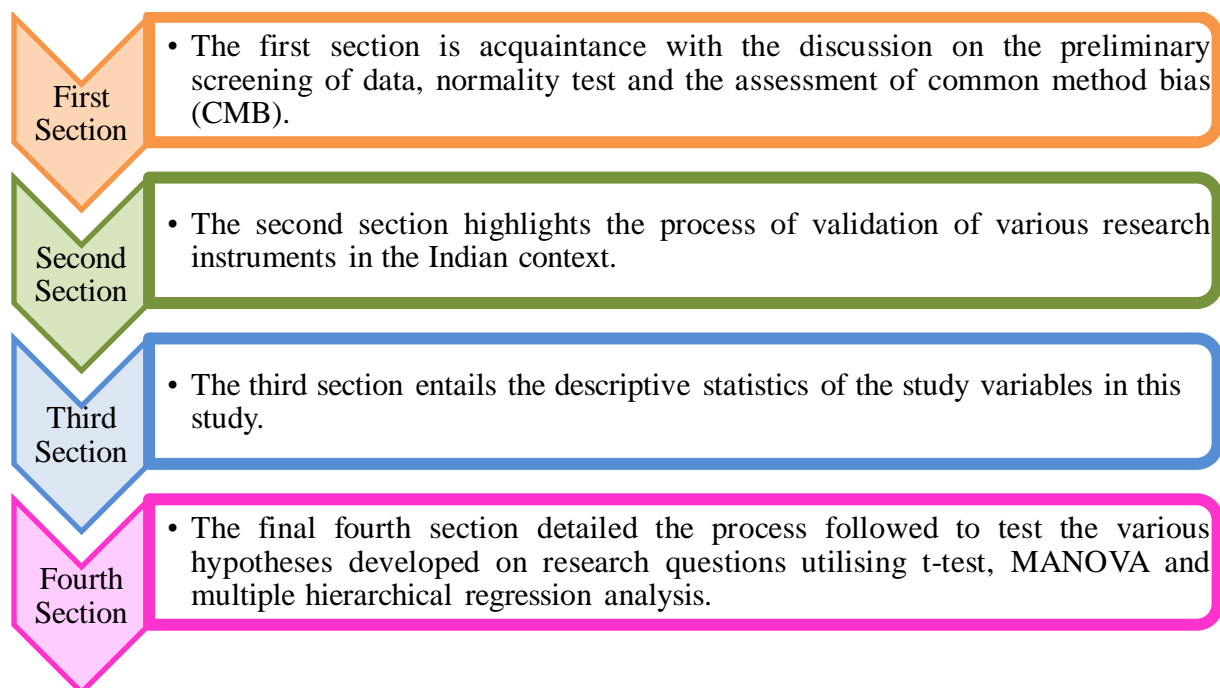 First
Section
• The first section is acquaintance with the discussion on the preliminary
screening of data, normality test and the assessment of common method bias
(CMB).
Second
Section
• The second section highlights the process of validation of various research
instruments in the Indian context.
Third
Section
• The third section entails the descriptive statistics of the study variables in this
study.
Fourth
Section
• The final fourth section detailed the process followed to test the various
hypotheses developed on research questions utilising t-test, MANOVA and
multiple hierarchical regression analysis.